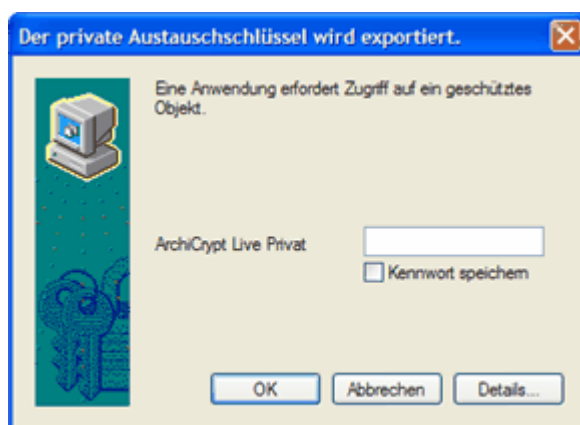 Der private Austauschschlüssel wird exportiert.
Eine Anwendung erfordert Zugriff auf ein geschütztes
Objekt.
ArchiCrypt Live Privat
Kennwort speichern
OK
Abbrechen
Details...